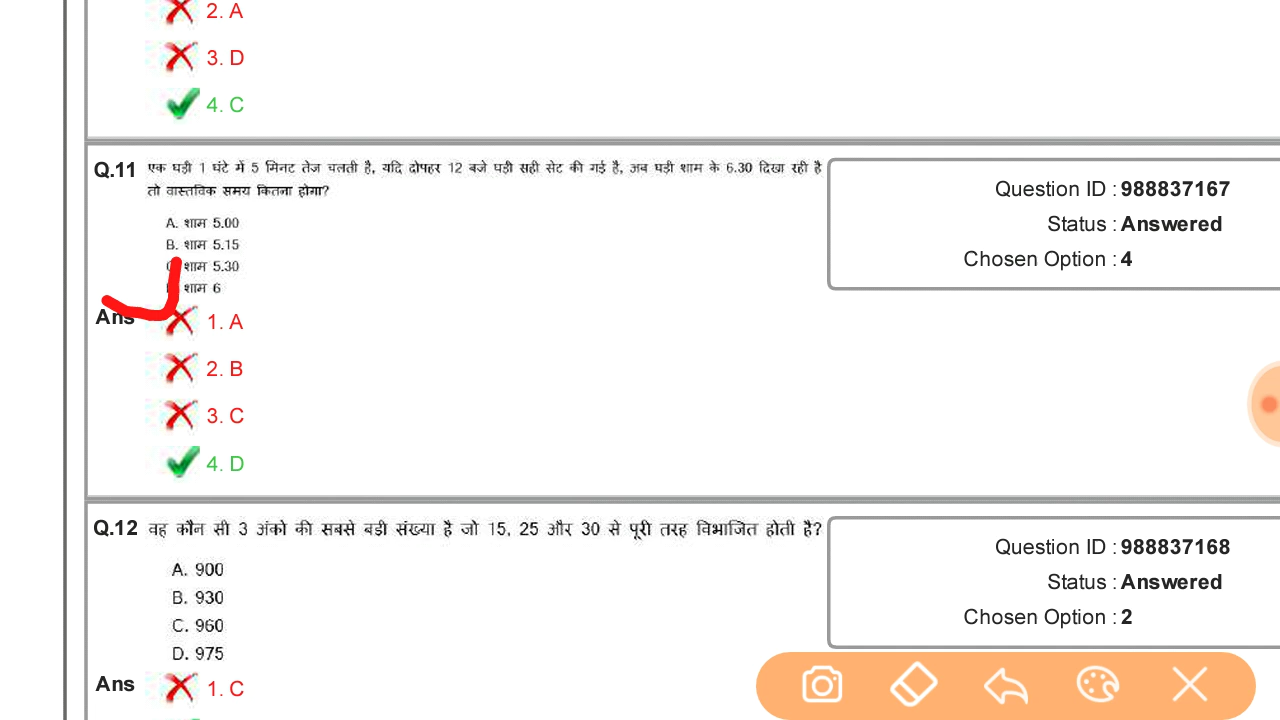 2. A
3. D
4. C
Q.11 एक घड़ी 1 घंटे में 5 मिनट तेज चलती है, यदि दोपहर 12 बजे घड़ी सही सेट की गई है, अब घड़ी शाम के 6.30 दिखा रही है
तो वास्तविक समय कितना होगा?
Question ID : 988837167
Status : Answered
Chosen Option : 4
A. शाम 5.00
B. शाम 5.15
शाम 5.30
शाम 6
Ans
1. A
2. B
3. C
4. D
Q.12 वह कौन सी 3 अंको की सबसे बड़ी संख्या है जो 15, 25 और 30 से पूरी तरह विभाजित होती है?
Question ID : 988837168
Status : Answered
Chosen Option : 2
A. 900
B. 930
C. 960
D. 975
Ans
1. C